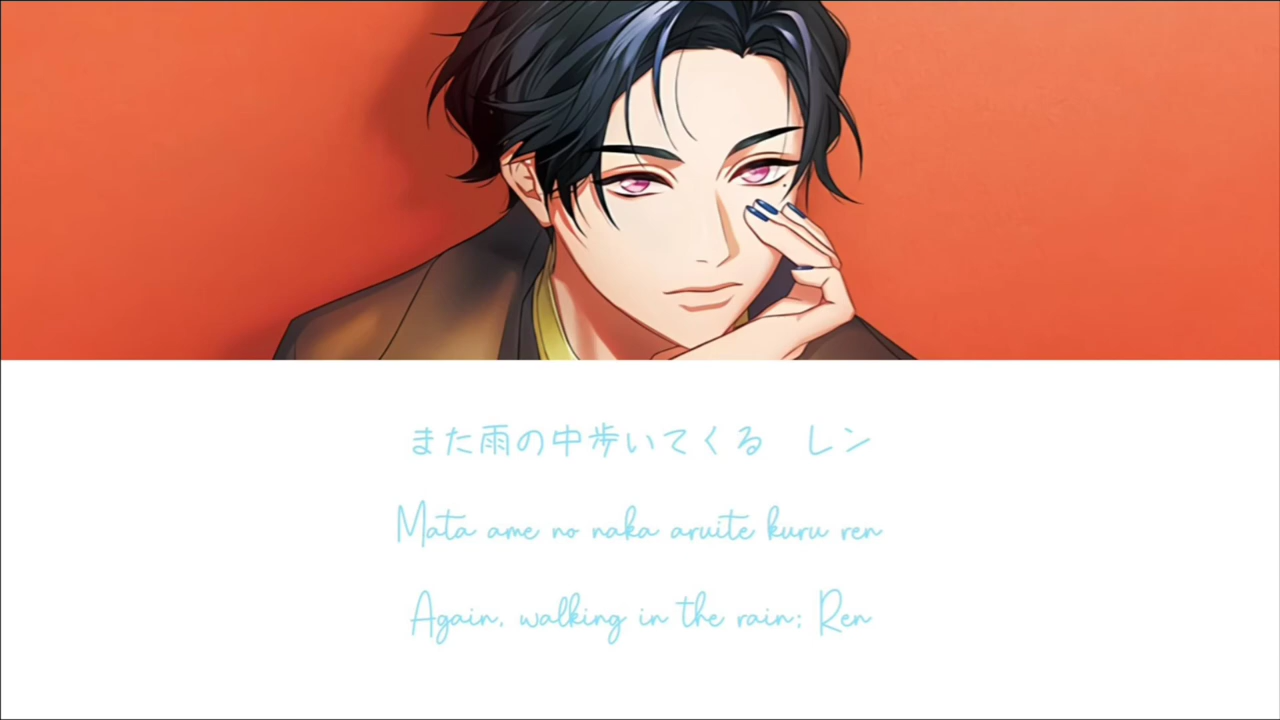 また雨の中歩いてくる　レン
Mata ame no naka aruite kuru ren
Again, walking in the rain; Ren